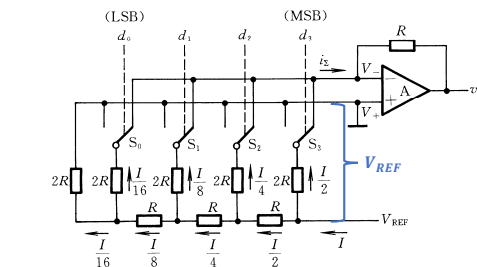 (LSB) (MSB)
d₀ d₁ d₂ d₃
R
i_Σ V₋
− A v
+
V₊
S₀ S₁ S₂ S₃
V_REF
2R 2R I/16 2R I/8 2R I/4 2R I/2
R R R V_REF
I/16 I/8 I/4 I/2 I